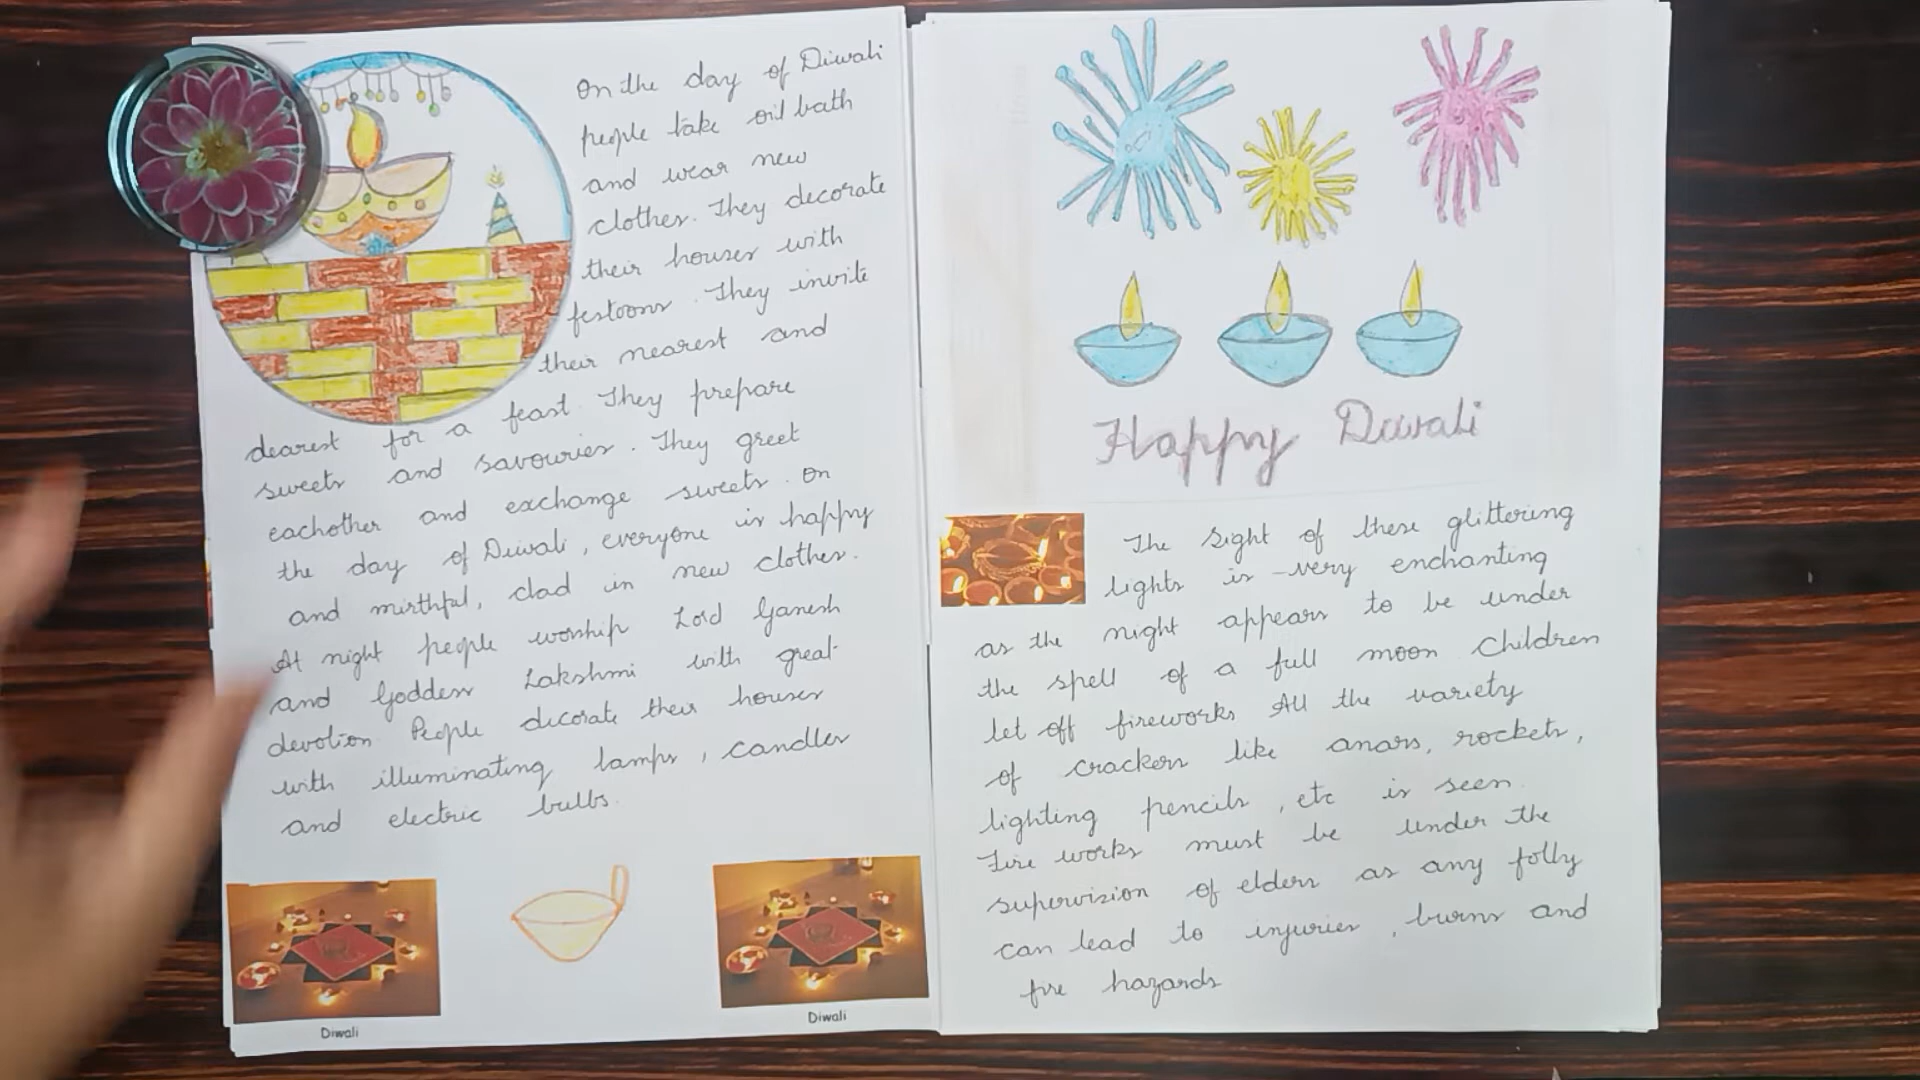 On the day of Diwali
people take oil bath
and wear new
clothes. They decorate
their houses with
festoons. They invite
their nearest and
dearest for a feast. They prepare
sweets and savouries. They greet
eachother and exchange sweets. On
the day of Diwali, everyone is happy
and mirthful, clad in new clothes.
At night people worship Lord Ganesh
and Goddess Lakshmi with great
devotion People decorate their houses
with illuminating lamps, candles
and electric bulbs.
Diwali
Diwali
Happy Diwali
The sight of these glittering
lights is very enchanting
as the night appears to be under
the spell of a full moon Children
let off fireworks All the variety
of crackers like anars, rockets,
lighting pencils, etc is seen.
Fire works must be under the
supervision of elders as any folly
can lead to injuries, burns and
fire hazards